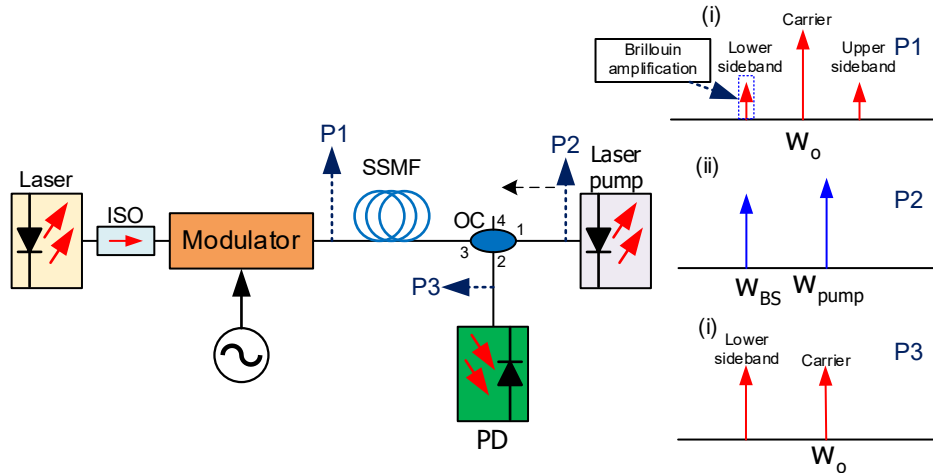 (i)
Carrier
P1
Brillouin
amplification
Lower
sideband
Upper
sideband
Wo
P1
SSMF
P2
Laser
pump
Laser
ISO
Modulator
OC
4
1
3
2
P3
PD
(ii)
P2
WBS
Wpump
(i)
Lower
sideband
Carrier
P3
Wo